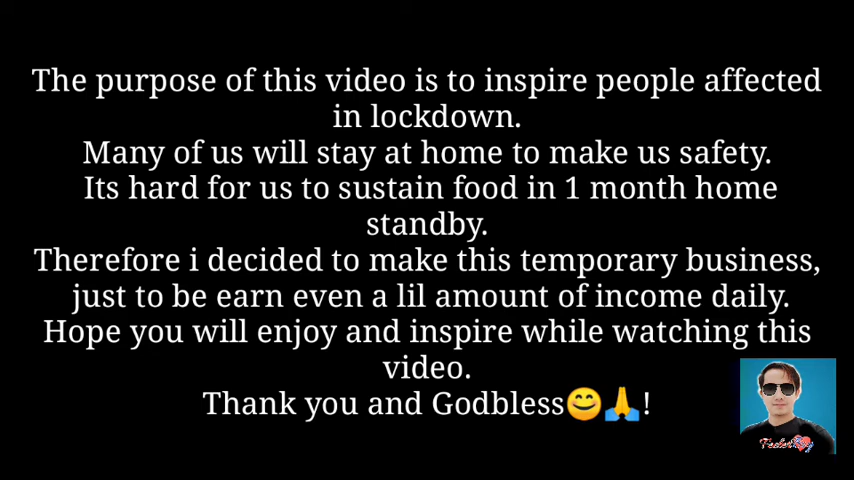 The purpose of this video is to inspire people affected
in lockdown.
Many of us will stay at home to make us safety.
Its hard for us to sustain food in 1 month home
standby.
Therefore i decided to make this temporary business,
just to be earn even a lil amount of income daily.
Hope you will enjoy and inspire while watching this
video.
Thank you and Godbless😊🙏!